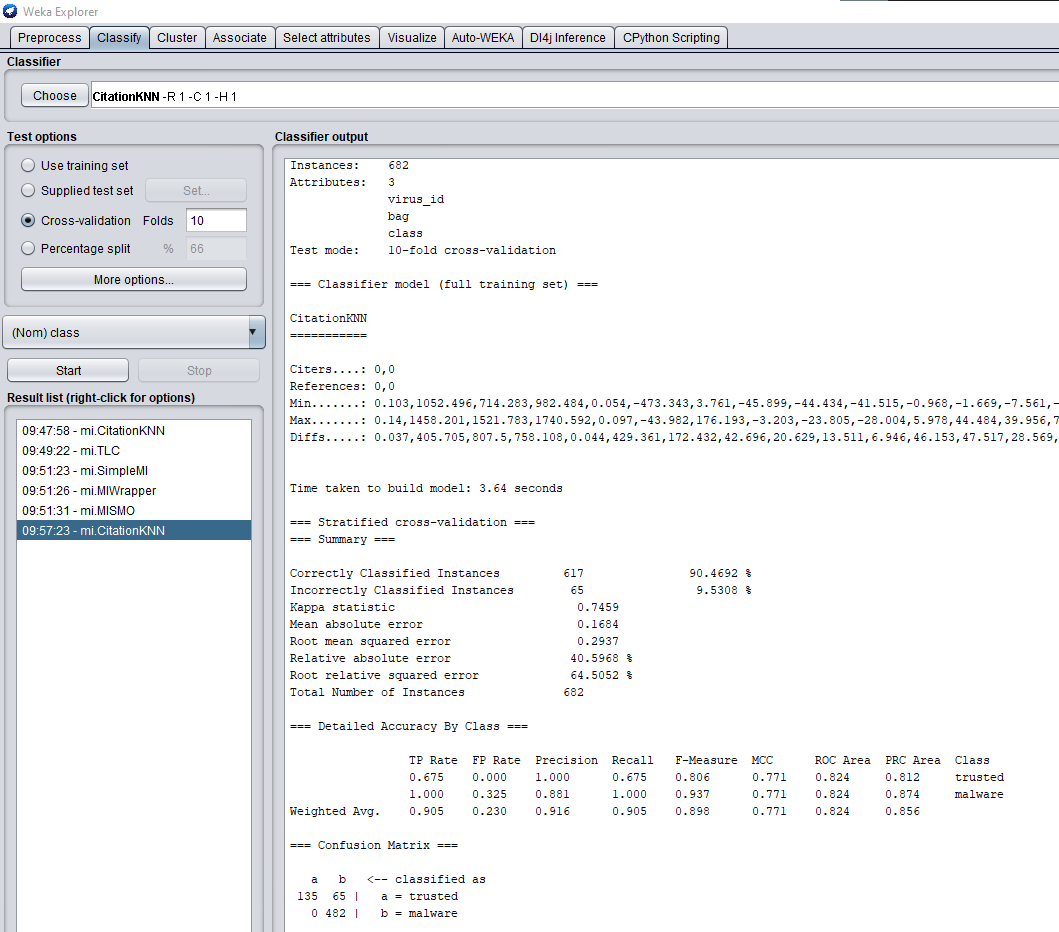 Weka Explorer
Preprocess Classify Cluster Associate Select attributes Visualize Auto-WEKA Dl4j Inference CPython Scripting
Classifier
Choose CitationKNN -R 1 -C 1 -H 1
Test options
Use training set
Supplied test set Set...
Cross-validation Folds 10
Percentage split % 66
More options...
(Nom) class
Start Stop
Result list (right-click for options)
09:47:58 - mi.CitationKNN
09:49:22 - mi.TLC
09:51:23 - mi.SimpleMI
09:51:26 - mi.MIWrapper
09:51:31 - mi.MISMO
09:57:23 - mi.CitationKNN
Classifier output
Instances: 682
Attributes: 3
virus_id
bag
class
Test mode: 10-fold cross-validation
=== Classifier model (full training set) ===
CitationKNN
===========
Citers....: 0,0
References: 0,0
Min.......: 0.103,1052.496,714.283,982.484,0.054,-473.343,3.761,-45.899,-44.434,-41.515,-0.968,-1.669,-7.561,-
Max.......: 0.14,1458.201,1521.783,1740.592,0.097,-43.982,176.193,-3.203,-23.805,-28.004,5.978,44.484,39.956,7
Diffs.....: 0.037,405.705,807.5,758.108,0.044,429.361,172.432,42.696,20.629,13.511,6.946,46.153,47.517,28.569,
Time taken to build model: 3.64 seconds
=== Stratified cross-validation ===
=== Summary ===
Correctly Classified Instances 617 90.4692 %
Incorrectly Classified Instances 65 9.5308 %
Kappa statistic 0.7459
Mean absolute error 0.1684
Root mean squared error 0.2937
Relative absolute error 40.5968 %
Root relative squared error 64.5052 %
Total Number of Instances 682
=== Detailed Accuracy By Class ===
TP Rate FP Rate Precision Recall F-Measure MCC ROC Area PRC Area Class
0.675 0.000 1.000 0.675 0.806 0.771 0.824 0.812 trusted
1.000 0.325 0.881 1.000 0.937 0.771 0.824 0.874 malware
Weighted Avg. 0.905 0.230 0.916 0.905 0.898 0.771 0.824 0.856
=== Confusion Matrix ===
a b <-- classified as
135 65 | a = trusted
0 482 | b = malware